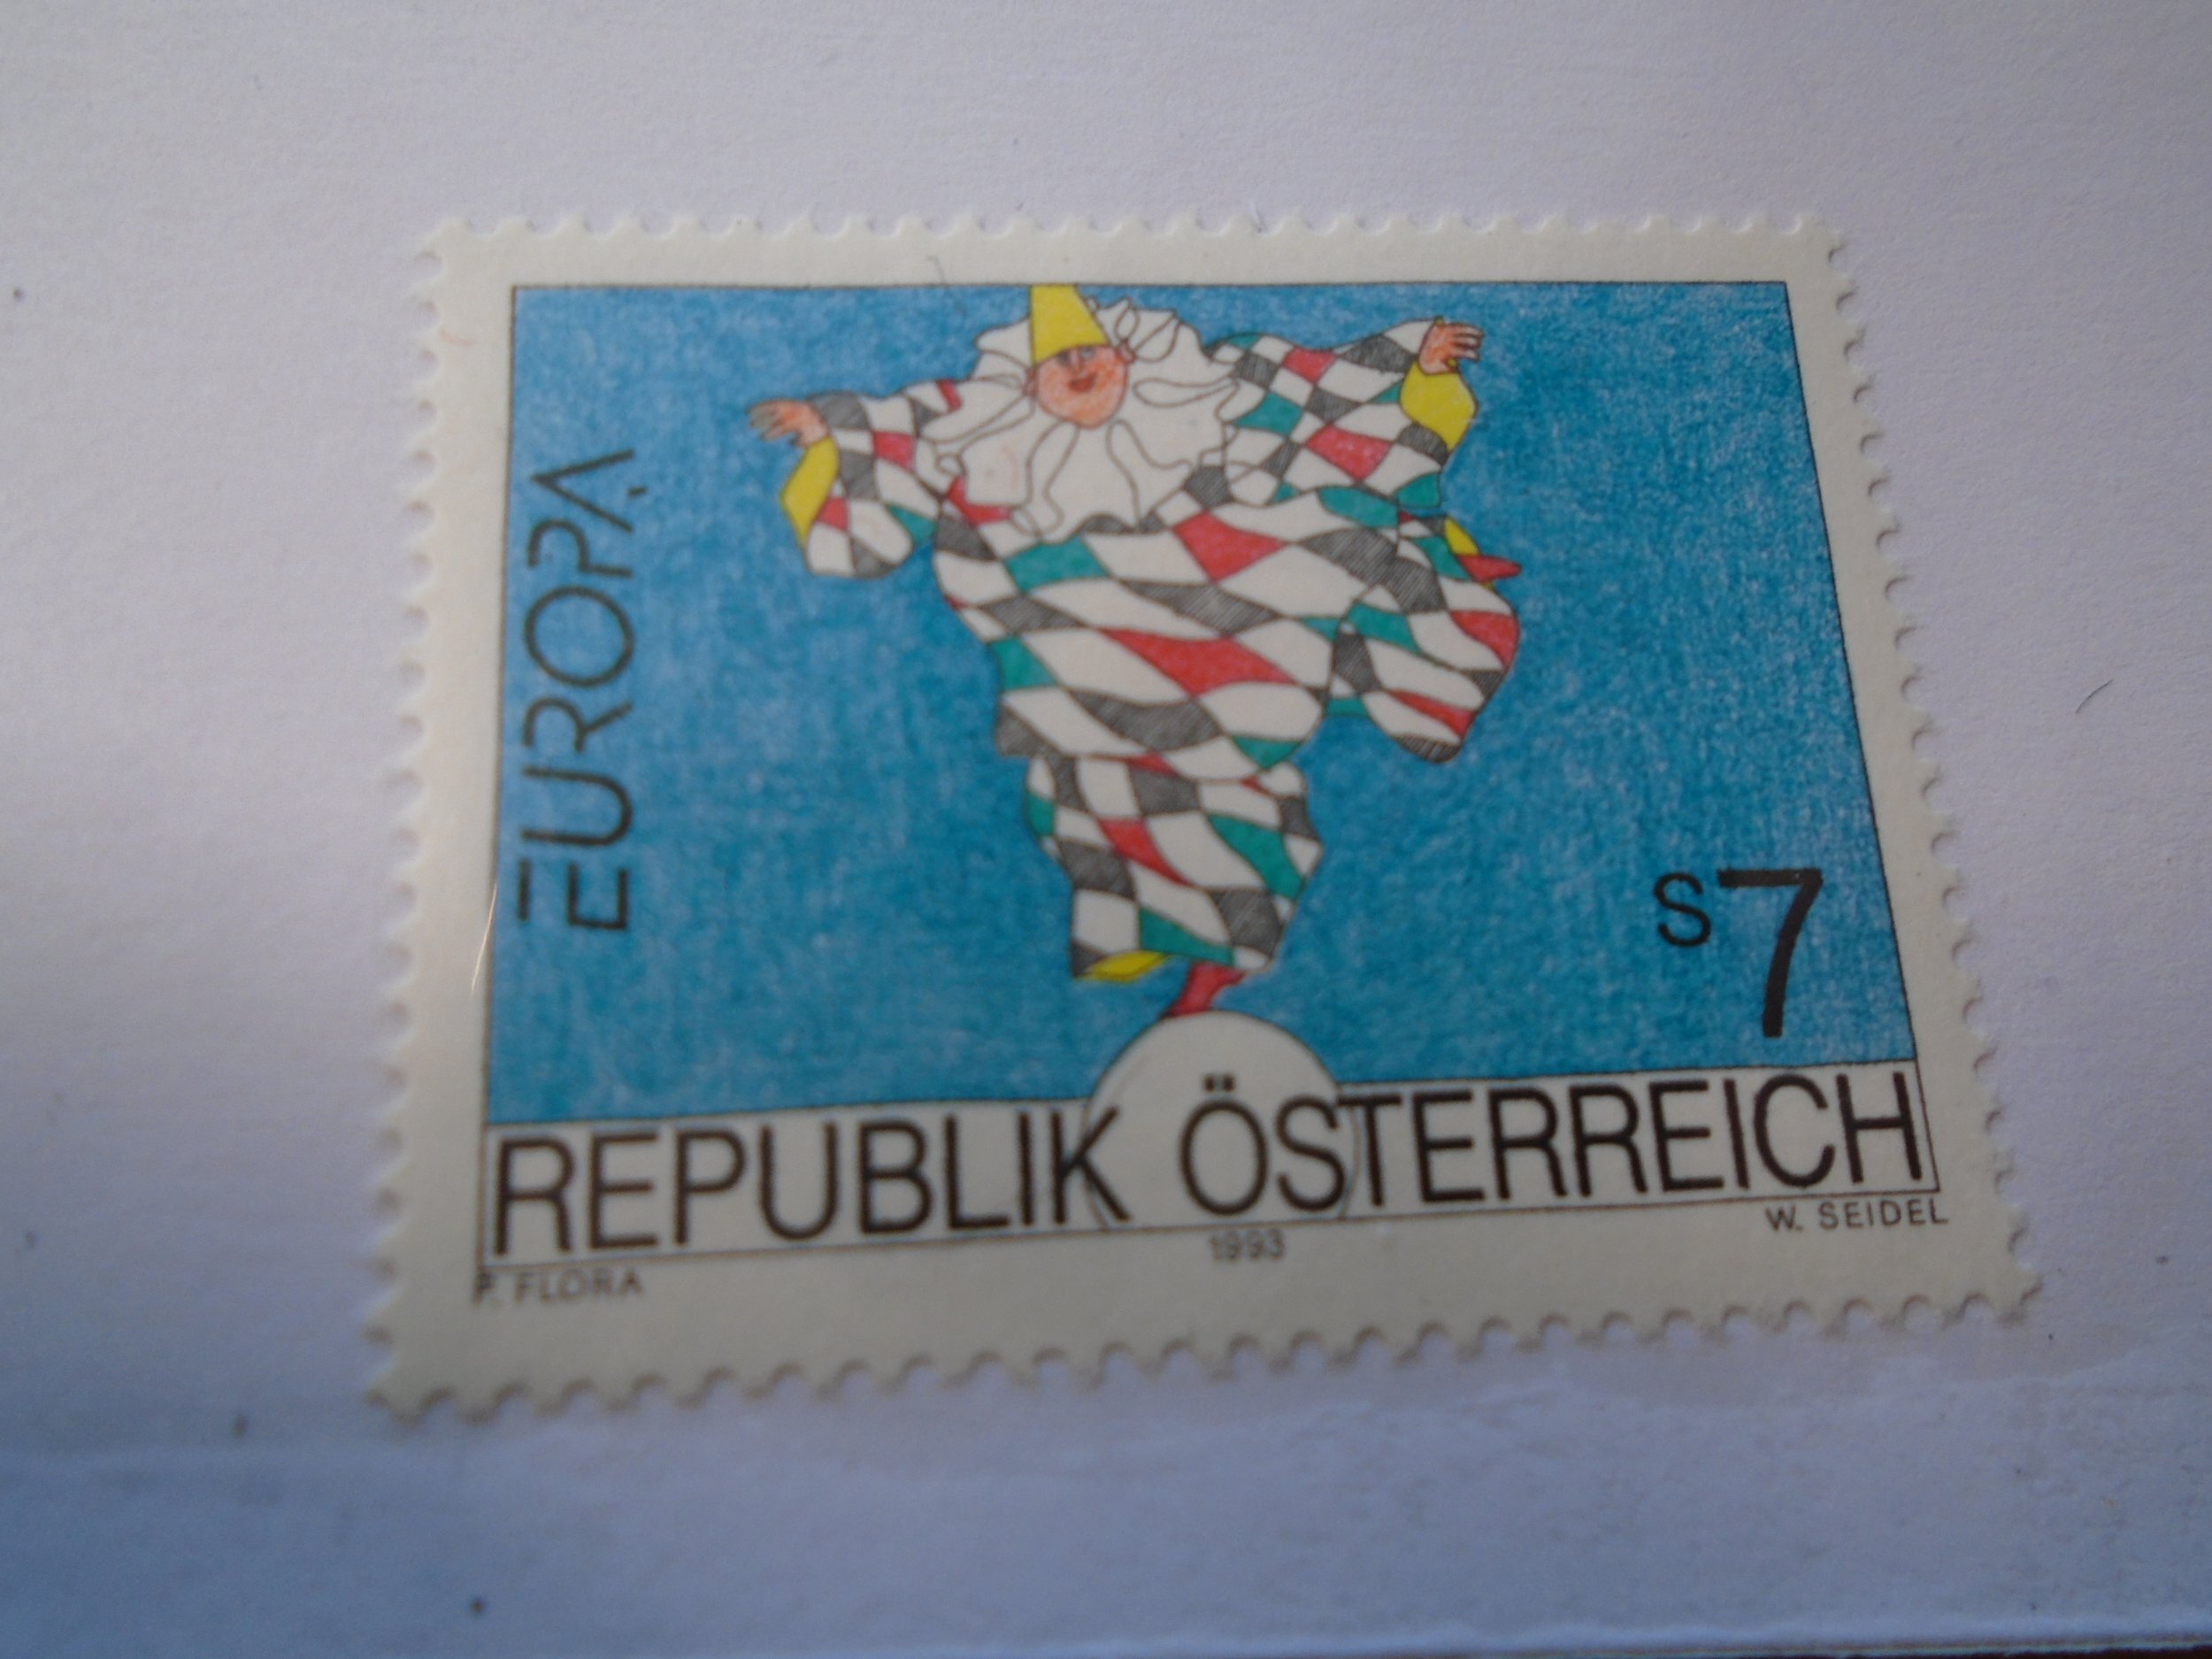 EUROPA
S7
REPUBLIK ÖSTERREICH
P. FLORA
1993
W. SEIDEL